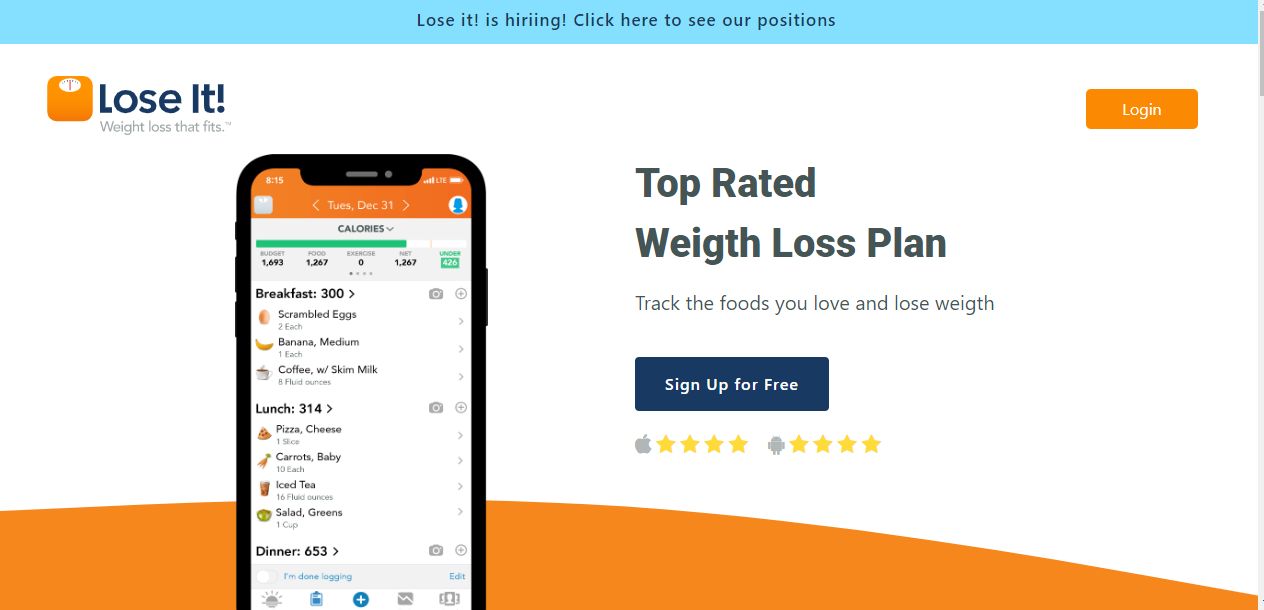 Lose it! is hiriing! Click here to see our positions
Lose It!
Weight loss that fits.™
Login
8:15
LTE
Tues, Dec 31
CALORIES
BUDGET FOOD EXERCISE NET UNDER
1,693 1,267 0 1,267 426
Breakfast: 300
Scrambled Eggs
2 Each
Banana, Medium
1 Each
Coffee, w/ Skim Milk
8 Fluid ounces
Lunch: 314
Pizza, Cheese
1 Slice
Carrots, Baby
10 Each
Iced Tea
16 Fluid ounces
Salad, Greens
1 Cup
Dinner: 653
I'm done logging Edit
Top Rated
Weigth Loss Plan
Track the foods you love and lose weigth
Sign Up for Free